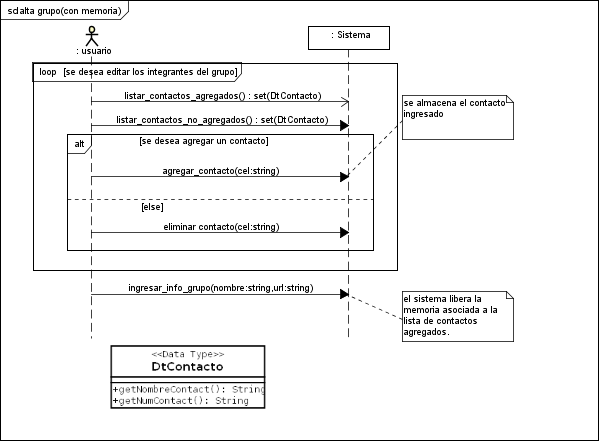 sd alta grupo(con memoria)
: usuario
: Sistema
loop [se desea editar los integrantes del grupo]
listar_contactos_agregados() : set(DtContacto)
listar_contactos_no_agregados() : set(DtContacto)
se almacena el contacto
ingresado
alt [se desea agregar un contacto]
agregar_contacto(cel:string)
[else]
eliminar contacto(cel:string)
ingresar_info_grupo(nombre:string,url:string)
el sistema libera la
memoria asociada a la
lista de contactos
agregados.
<<Data Type>>
DtContacto
+getNombreContact(): String
+getNumContact(): String